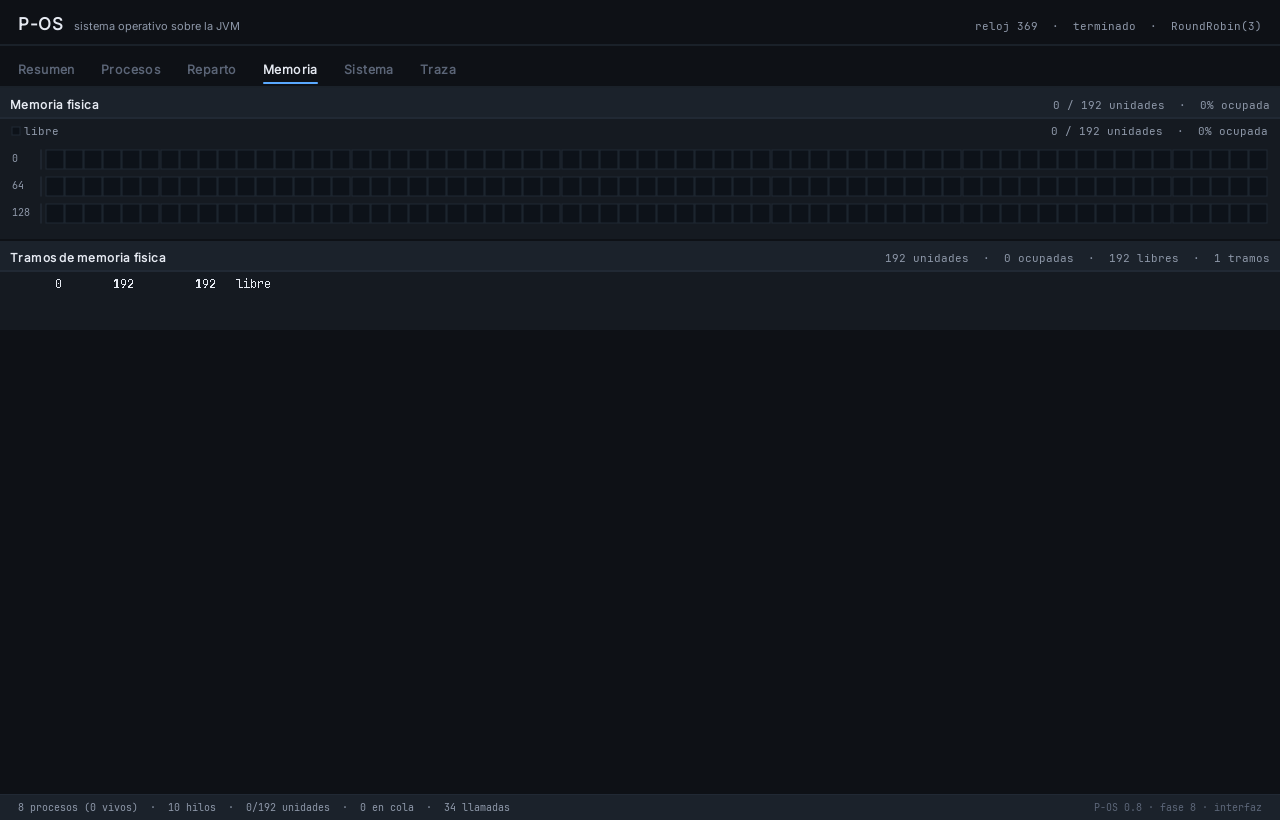 P-OS sistema operativo sobre la JVM reloj 369 · terminado · RoundRobin(3)
Resumen Procesos Reparto Memoria Sistema Traza
Memoria fisica 0 / 192 unidades · 0% ocupada
libre 0 / 192 unidades · 0% ocupada
0
64
128
Tramos de memoria fisica 192 unidades · 0 ocupadas · 192 libres · 1 tramos
0 192 192 libre
8 procesos (0 vivos) · 10 hilos · 0/192 unidades · 0 en cola · 34 llamadas P-OS 0.8 · fase 8 · interfaz